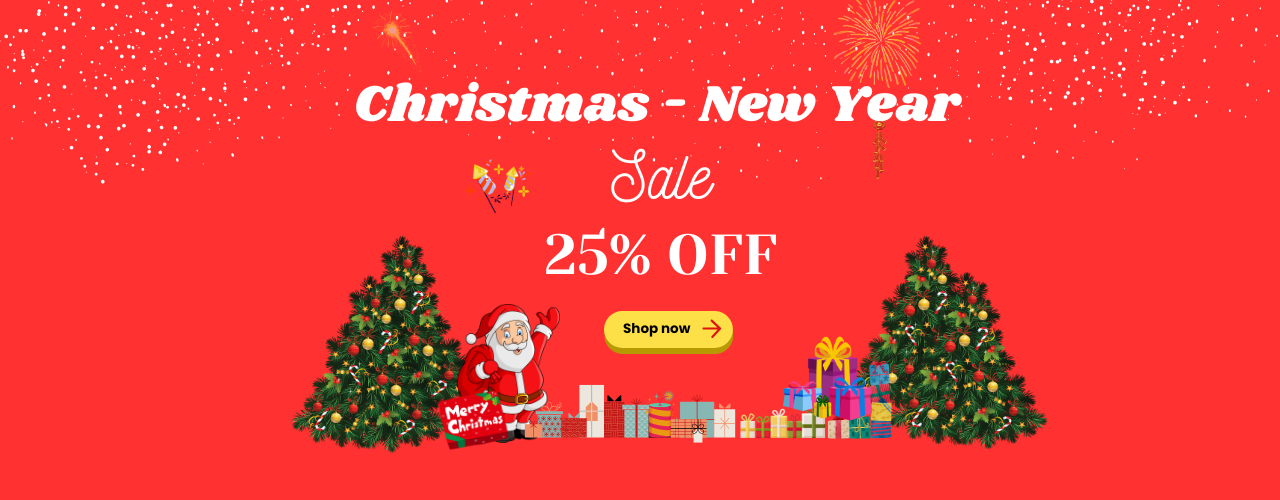 Christmas - New Year
Sale
25% OFF
Shop now
Merry
Christmas